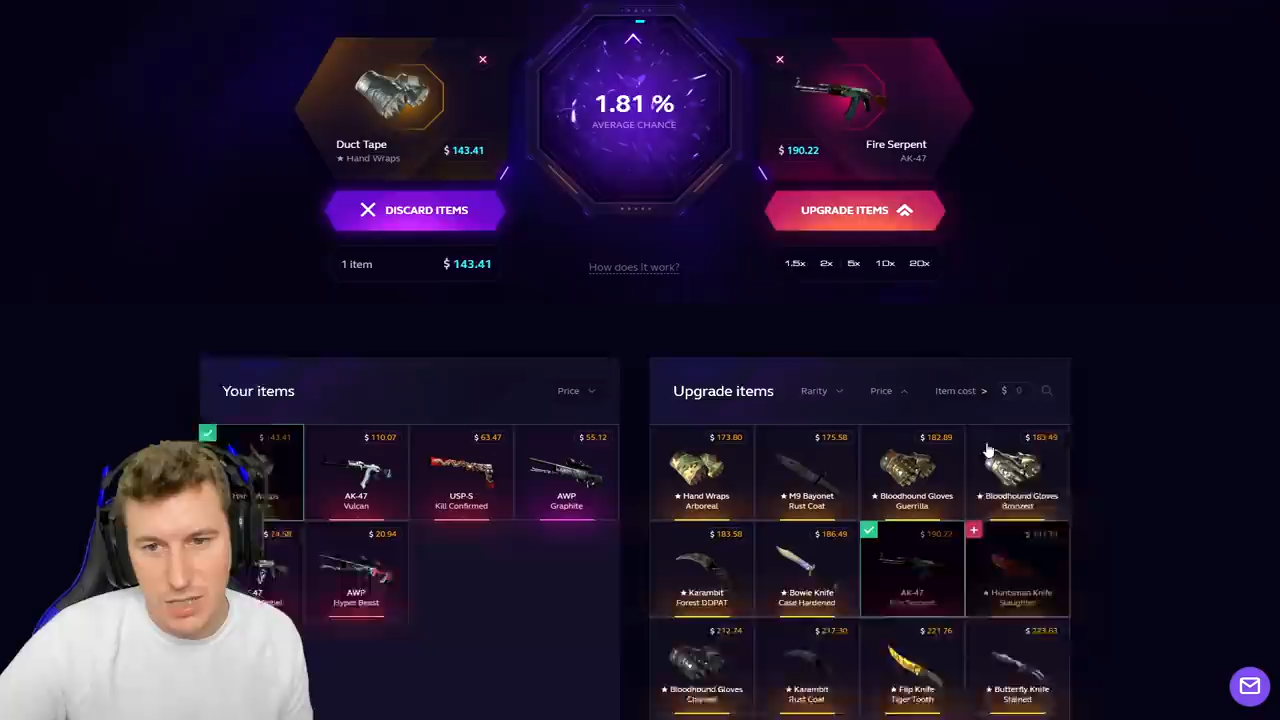 1.81 %
AVERAGE CHANCE
Duct Tape
★ Hand Wraps
$ 143.41
$ 190.22
Fire Serpent
AK-47
DISCARD ITEMS
UPGRADE ITEMS
1 item
$ 143.41
How does it work?
1.5x 2x 5x 10x 20x
Your items
Price
Upgrade items
Rarity
Price
Item cost >
$ 0
$ 110.07
$ 63.47
$ 55.12
AK-47
Vulcan
USP-S
Kill Confirmed
AWP
Graphite
$ 20.94
AWP
Hyper Beast
$ 173.80
$ 175.58
$ 182.89
★ Hand Wraps
Arboreal
★ M9 Bayonet
Rust Coat
★ Bloodhound Gloves
Guerrilla
★ Bloodhound Gloves
Bronzed
$ 183.58
$ 186.49
$ 190.22
★ Karambit
Forest DDPAT
★ Bowie Knife
Case Hardened
AK-47
Fire Serpent
★ Huntsman Knife
Slaughter
$ 212.74
$ 217.30
$ 221.76
$ 223.63
★ Bloodhound Gloves
Charred
★ Karambit
Rust Coat
★ Flip Knife
Tiger Tooth
★ Butterfly Knife
Stained